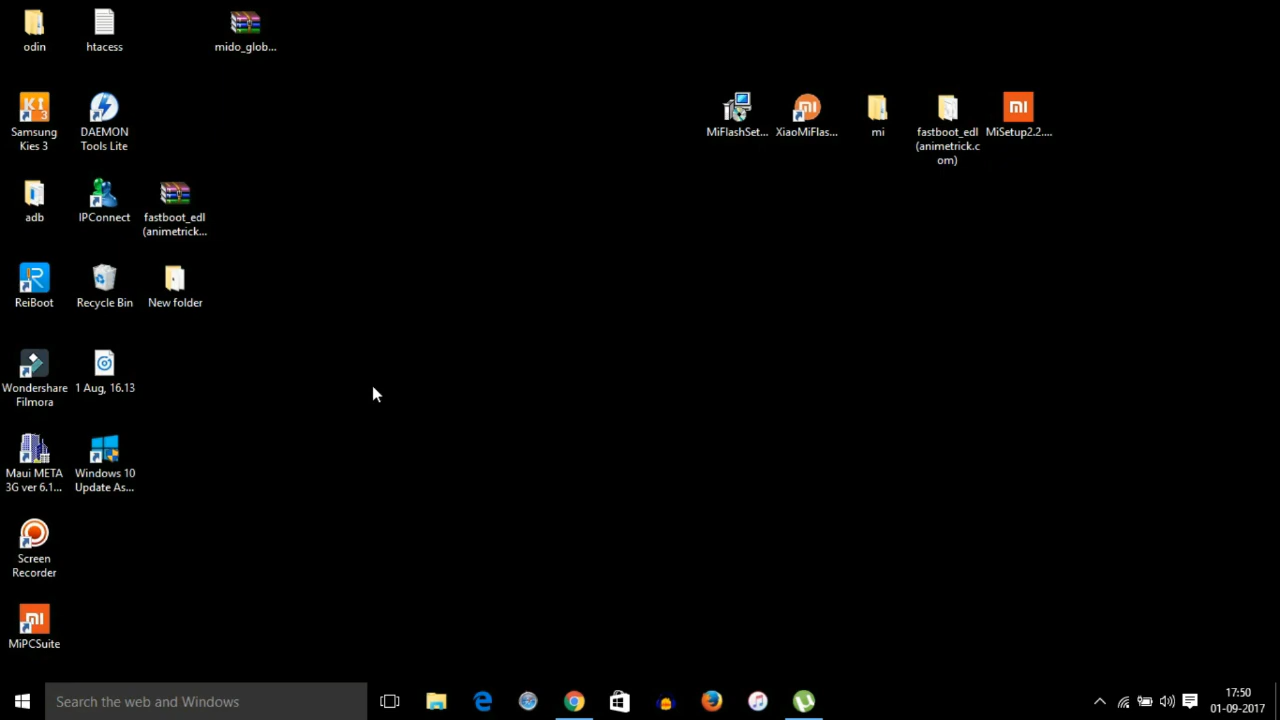 odin
htacess
mido_glob...
Samsung
Kies 3
DAEMON
Tools Lite
MiFlashSet...
XiaoMiFlas...
mi
fastboot_edl
(animetrick.c
om)
MiSetup2.2....
adb
IPConnect
fastboot_edl
(animetrick...
ReiBoot
Recycle Bin
New folder
Wondershare
Filmora
1 Aug, 16.13
Maui META
3G ver 6.1...
Windows 10
Update As...
Screen
Recorder
MiPCSuite
Search the web and Windows
17:50
01-09-2017